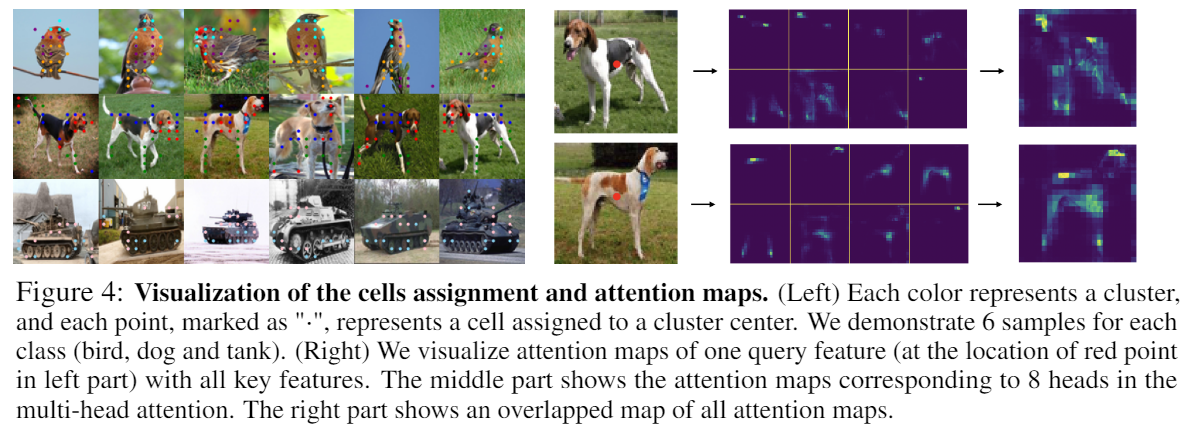 Figure 4: Visualization of the cells assignment and attention maps. (Left) Each color represents a cluster,
and each point, marked as "·", represents a cell assigned to a cluster center. We demonstrate 6 samples for each
class (bird, dog and tank). (Right) We visualize attention maps of one query feature (at the location of red point
in left part) with all key features. The middle part shows the attention maps corresponding to 8 heads in the
multi-head attention. The right part shows an overlapped map of all attention maps.